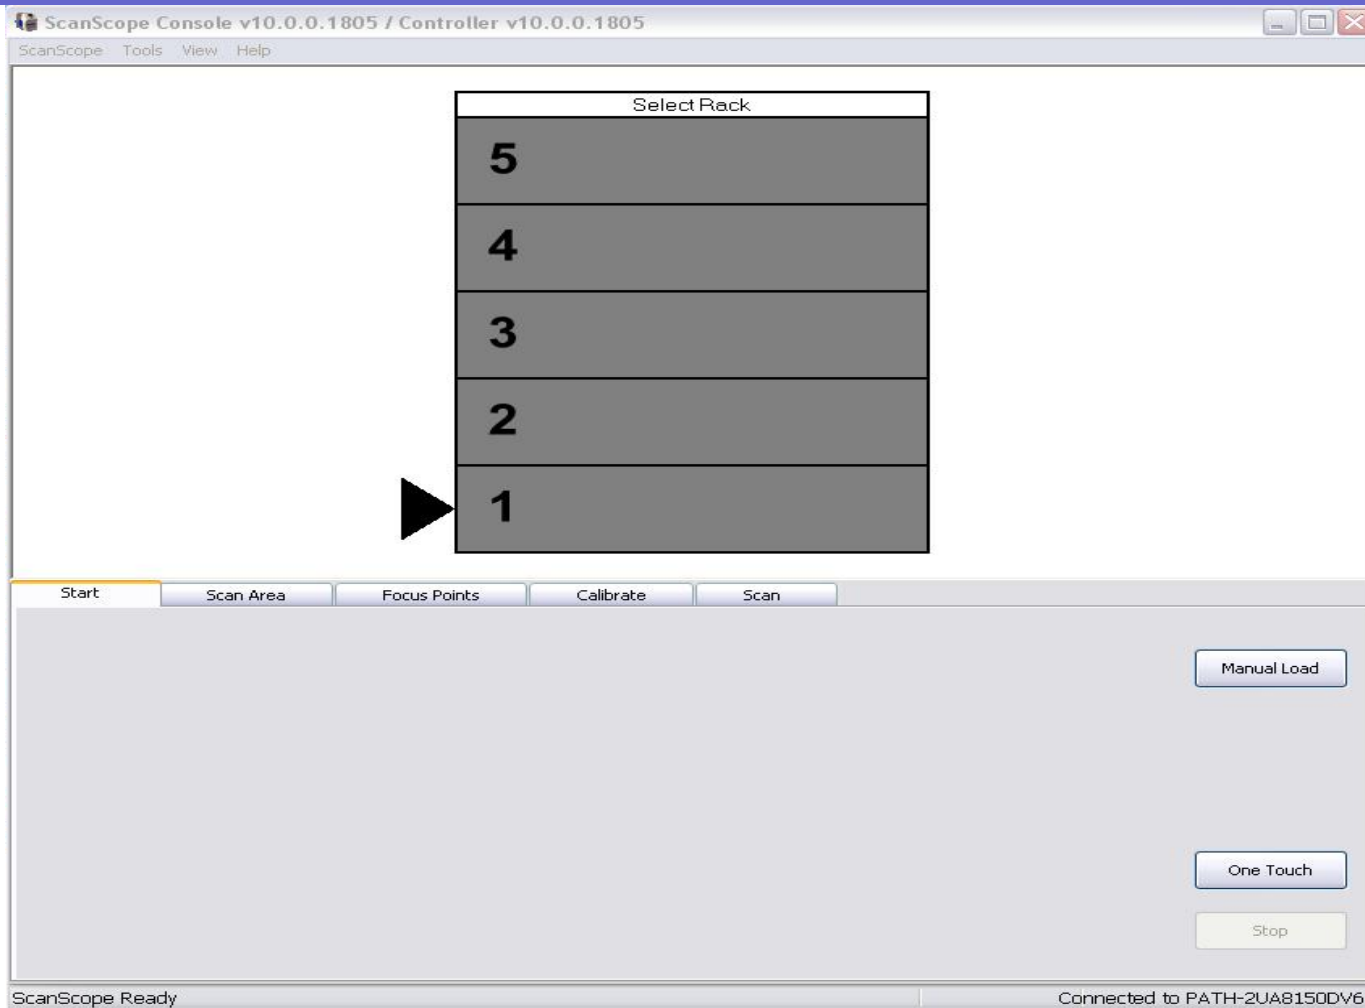 ScanScope Console v10.0.0.1805 / Controller v10.0.0.1805
ScanScope Tools View Help
Select Rack
5
4
3
2
1
Start Scan Area Focus Points Calibrate Scan
Manual Load
One Touch
Stop
ScanScope Ready Connected to PATH-2UA8150DV6